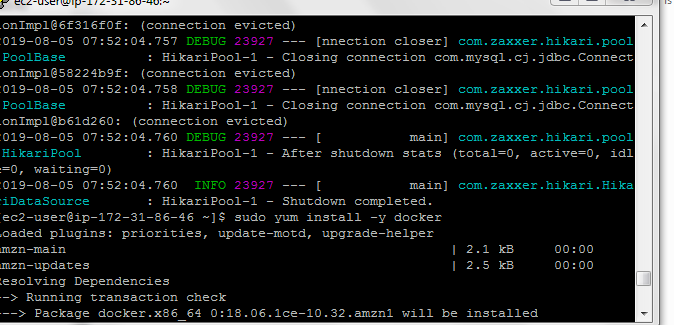 ec2-user@ip-172-31-86-46:~
ionImpl@6f316f0f: (connection evicted)
2019-08-05 07:52:04.757 DEBUG 23927 --- [nnection closer] com.zaxxer.hikari.pool
PoolBase : HikariPool-1 - Closing connection com.mysql.cj.jdbc.Connect
ionImpl@58224b9f: (connection evicted)
2019-08-05 07:52:04.758 DEBUG 23927 --- [nnection closer] com.zaxxer.hikari.pool
PoolBase : HikariPool-1 - Closing connection com.mysql.cj.jdbc.Connect
ionImpl@b61d260: (connection evicted)
2019-08-05 07:52:04.760 DEBUG 23927 --- [ main] com.zaxxer.hikari.pool
HikariPool : HikariPool-1 - After shutdown stats (total=0, active=0, idl
e=0, waiting=0)
2019-08-05 07:52:04.760 INFO 23927 --- [ main] com.zaxxer.hikari.Hika
riDataSource : HikariPool-1 - Shutdown completed.
[ec2-user@ip-172-31-86-46 ~]$ sudo yum install -y docker
Loaded plugins: priorities, update-motd, upgrade-helper
amzn-main | 2.1 kB 00:00
amzn-updates | 2.5 kB 00:00
Resolving Dependencies
--> Running transaction check
---> Package docker.x86_64 0:18.06.1ce-10.32.amzn1 will be installed